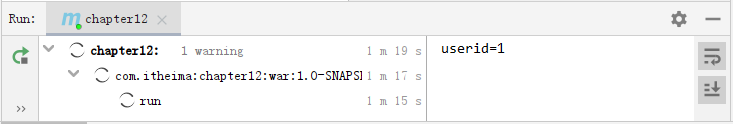 Run: chapter12
chapter12: 1 warning 1 m 19 s
com.itheima:chapter12:war:1.0-SNAPSH 1 m 17 s
run 1 m 15 s
userid=1